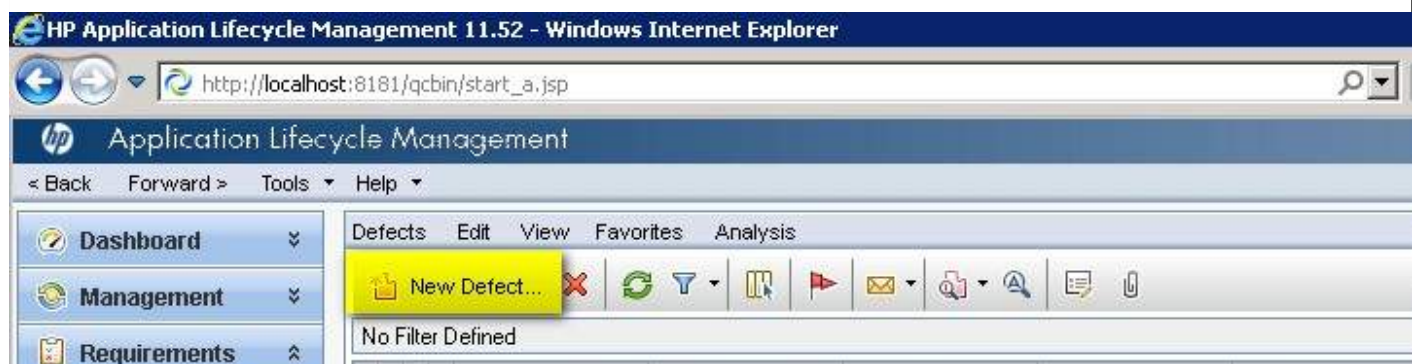 HP Application Lifecycle Management 11.52 - Windows Internet Explorer
http://localhost:8181/qcbin/start_a.jsp
hp Application Lifecycle Management
< Back Forward > Tools Help
Dashboard
Defects Edit View Favorites Analysis
New Defect...
Management
No Filter Defined
Requirements